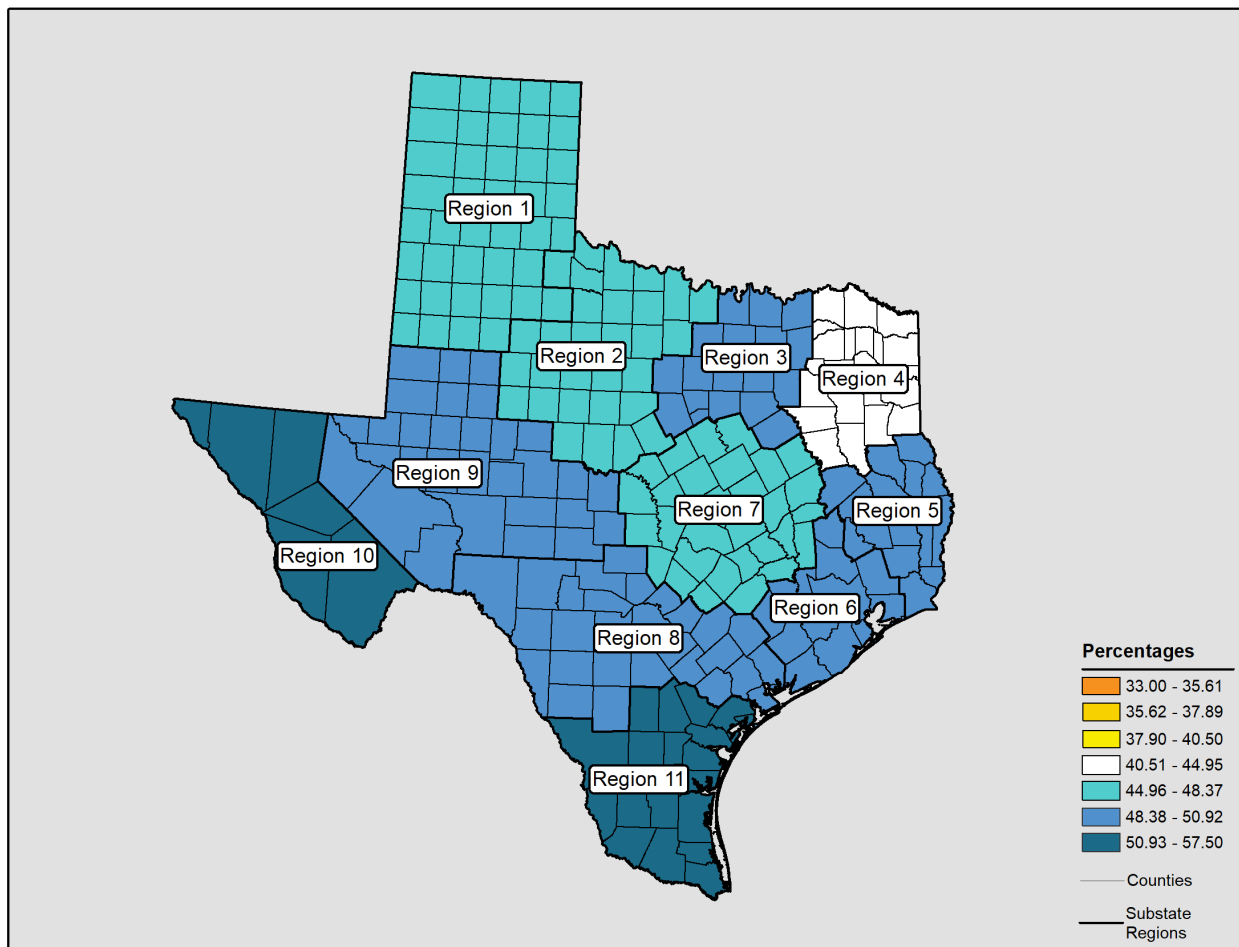 Region 1
Region 2
Region 3
Region 4
Region 9
Region 7
Region 5
Region 10
Region 6
Region 8
Region 11
Percentages
33.00 - 35.61
35.62 - 37.89
37.90 - 40.50
40.51 - 44.95
44.96 - 48.37
48.38 - 50.92
50.93 - 57.50
Counties
Substate
Regions